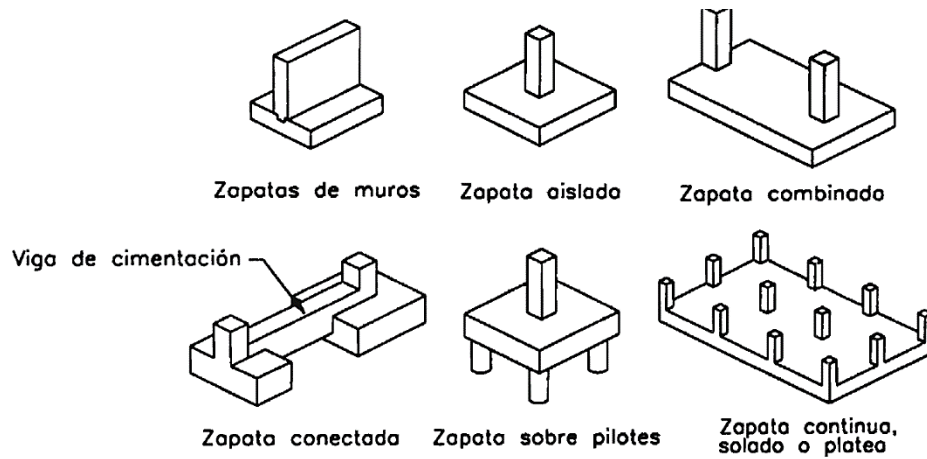 Zapatas de muros
Zapata aislada
Zapata combinada
Viga de cimentación
Zapata conectada
Zapata sobre pilotes
Zapata continua,
solado o platea